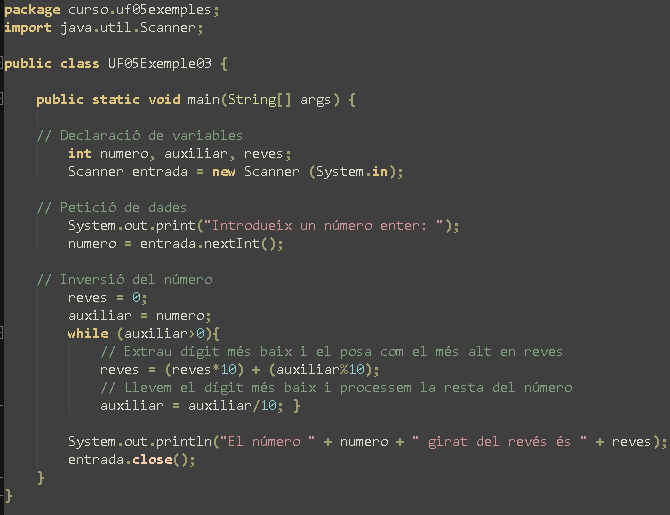 package curso.uf05exemples;
import java.util.Scanner;
public class UF05Exemple03 {
public static void main(String[] args) {
// Declaració de variables
int numero, auxiliar, reves;
Scanner entrada = new Scanner (System.in);
// Petició de dades
System.out.print("Introdueix un número enter: ");
numero = entrada.nextInt();
// Inversió del número
reves = 0;
auxiliar = numero;
while (auxiliar>0){
// Extrau dígit més baix i el posa com el més alt en reves
reves = (reves*10) + (auxiliar%10);
// Llevem el dígit més baix i processem la resta del número
auxiliar = auxiliar/10; }
System.out.println("El número " + numero + " girat del revés és " + reves);
entrada.close();
}
}